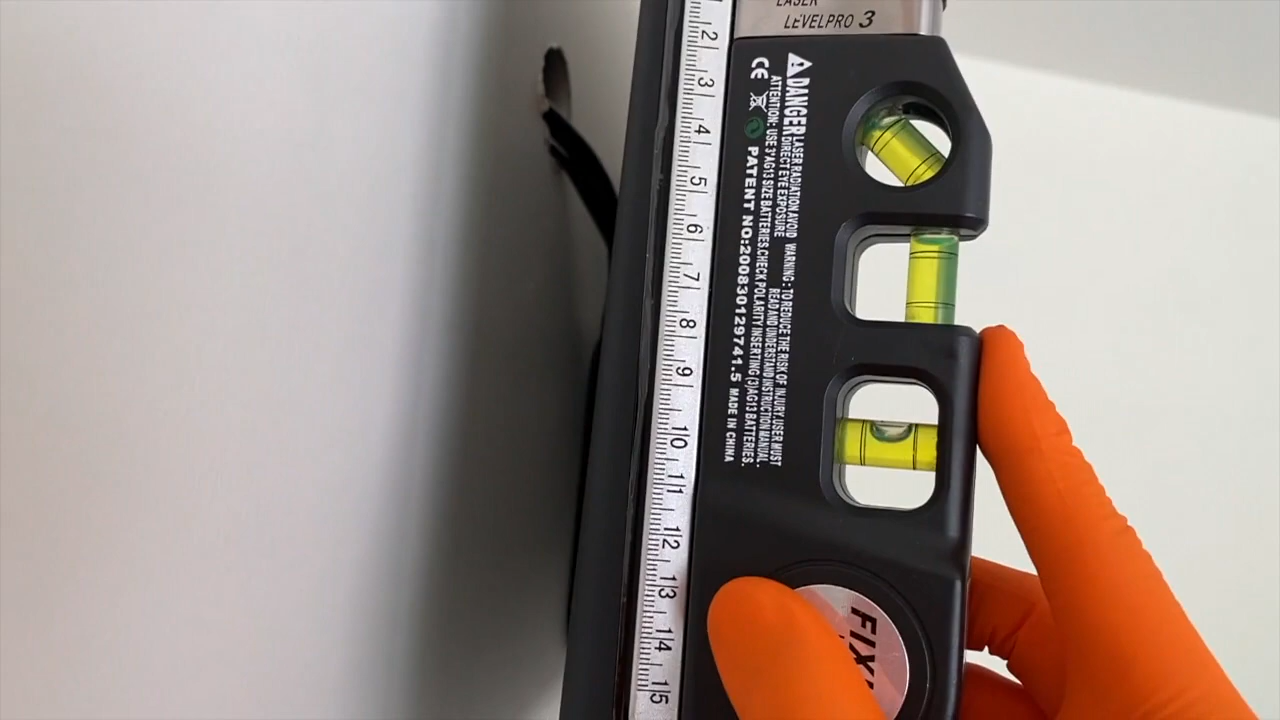 LASER
LEVELPRO 3
DANGER
LASER RADIATION AVOID
DIRECT EYE EXPOSURE
WARNING: TO REDUCE THE RISK OF INJURY.USER MUST
READ AND UNDERSTAND INSTRUCTION MANUAL.
ATTENTION: USE 3*AG13 SIZE BATTERIES.CHECK POLARITY INSERTING (3)AG13 BATTERIES.
CE
PATENT NO:200830129741.5 MADE IN CHINA
2 3 4 5 6 7 8 9 10 11 12 13 14 15